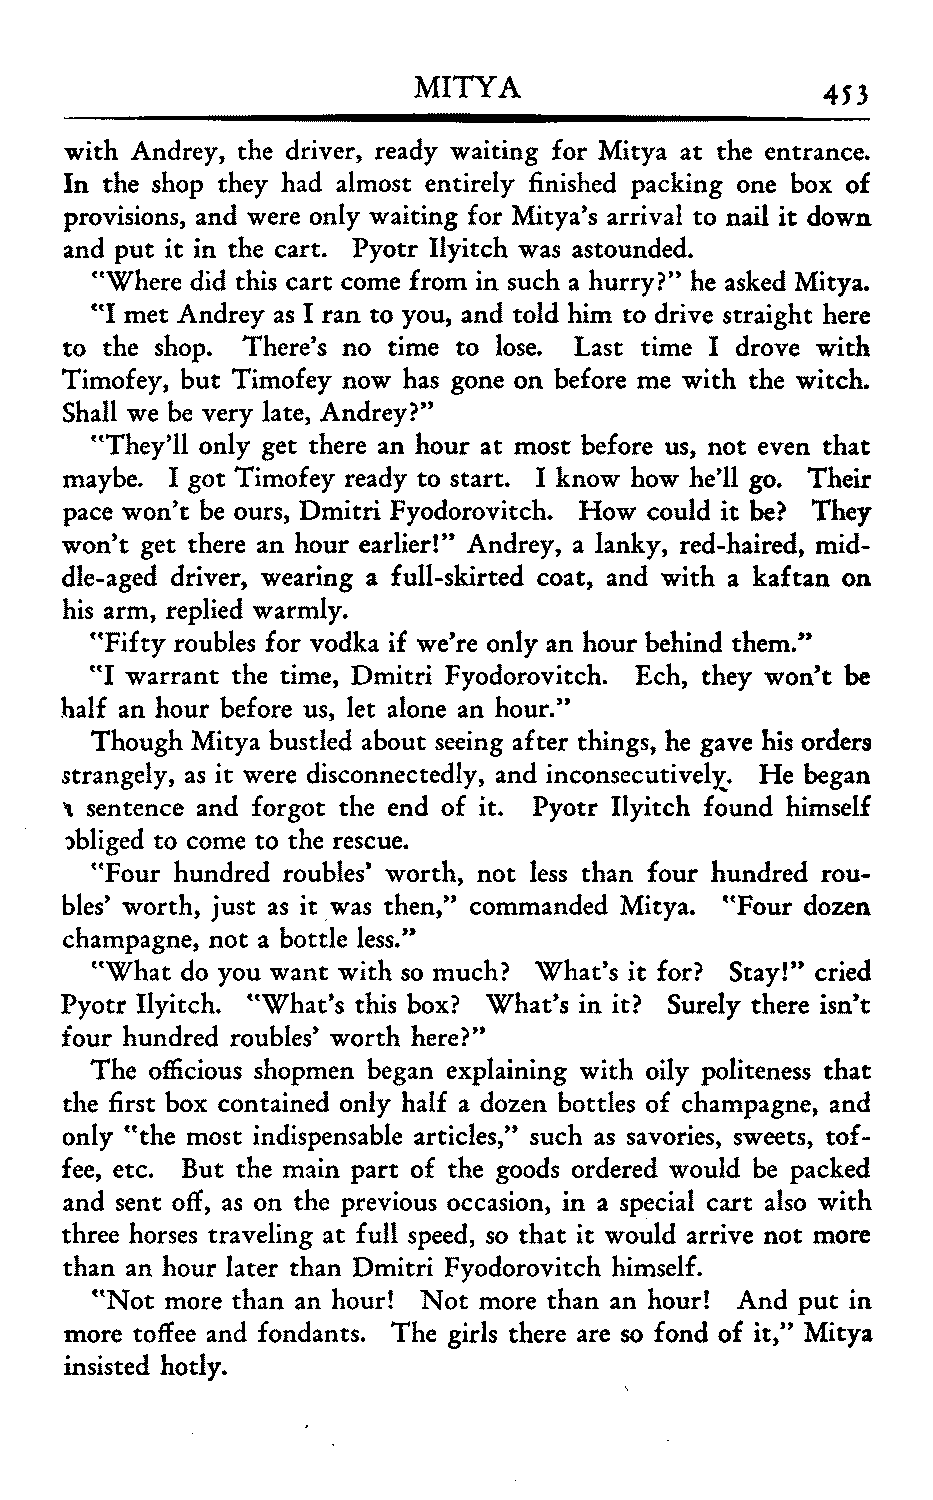 MITYA 453
with Andrey, the driver, ready waiting for Mitya at the entrance.
In the shop they had almost entirely finished packing one box of
provisions, and were only waiting for Mitya's arrival to nail it down
and put it in the cart. Pyotr Ilyitch was astounded.
"Where did this cart come from in such a hurry?" he asked Mitya.
"I met Andrey as I ran to you, and told him to drive straight here
to the shop. There's no time to lose. Last time I drove with
Timofey, but Timofey now has gone on before me with the witch.
Shall we be very late, Andrey?"
"They'll only get there an hour at most before us, not even that
maybe. I got Timofey ready to start. I know how he'll go. Their
pace won't be ours, Dmitri Fyodorovitch. How could it be? They
won't get there an hour earlier!" Andrey, a lanky, red-haired, mid-
dle-aged driver, wearing a full-skirted coat, and with a kaftan on
his arm, replied warmly.
"Fifty roubles for vodka if we're only an hour behind them."
"I warrant the time, Dmitri Fyodorovitch. Ech, they won't be
half an hour before us, let alone an hour."
Though Mitya bustled about seeing after things, he gave his orders
strangely, as it were disconnectedly, and inconsecutively. He began
a sentence and forgot the end of it. Pyotr Ilyitch found himself
obliged to come to the rescue.
"Four hundred roubles' worth, not less than four hundred rou-
bles' worth, just as it was then," commanded Mitya. "Four dozen
champagne, not a bottle less."
"What do you want with so much? What's it for? Stay!" cried
Pyotr Ilyitch. "What's this box? What's in it? Surely there isn't
four hundred roubles' worth here?"
The officious shopmen began explaining with oily politeness that
the first box contained only half a dozen bottles of champagne, and
only "the most indispensable articles," such as savories, sweets, tof-
fee, etc. But the main part of the goods ordered would be packed
and sent off, as on the previous occasion, in a special cart also with
three horses traveling at full speed, so that it would arrive not more
than an hour later than Dmitri Fyodorovitch himself.
"Not more than an hour! Not more than an hour! And put in
more toffee and fondants. The girls there are so fond of it," Mitya
insisted hotly.